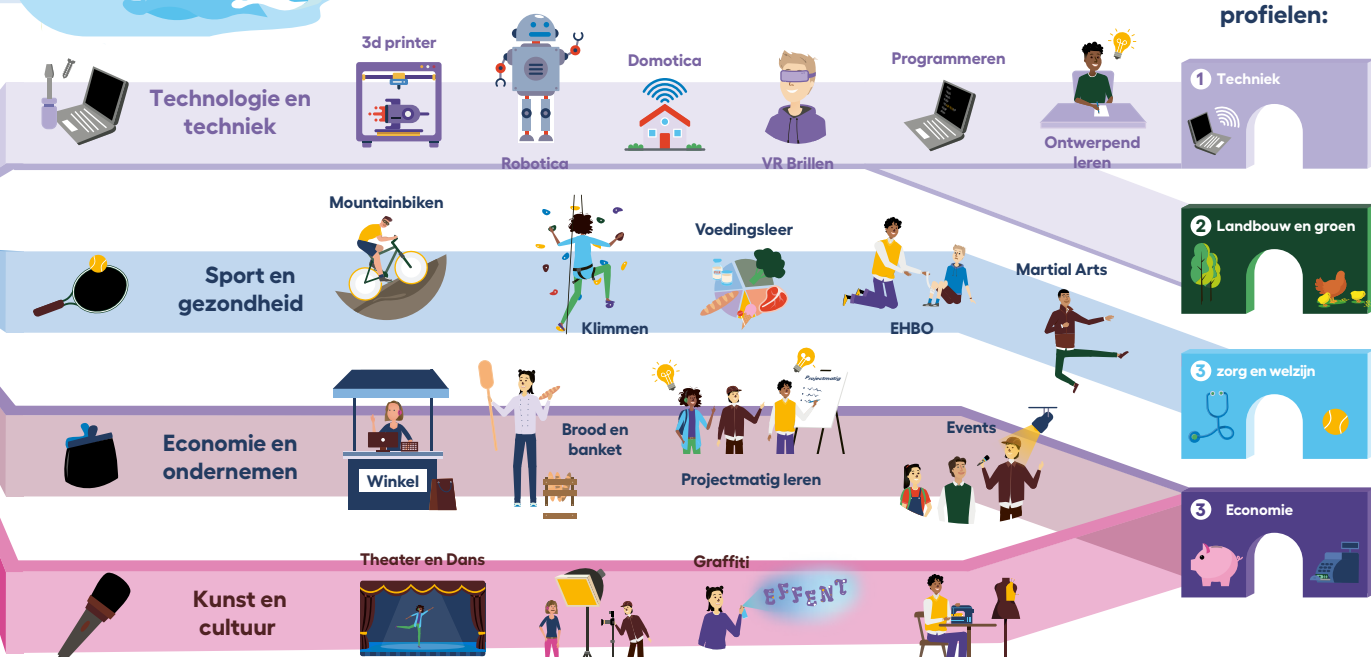 profielen:
3d printer
Domotica
Programmeren
Technologie en
techniek
Robotica
VR Brillen
Ontwerpend
leren
1 Techniek
Mountainbiken
Voedingsleer
Martial Arts
Sport en
gezondheid
Klimmen
EHBO
2 Landbouw en groen
3 zorg en welzijn
Economie en
ondernemen
Winkel
Brood en
banket
Projectmatig
Projectmatig leren
Events
3 Economie
Theater en Dans
Graffiti
EFFENT
Kunst en
cultuur